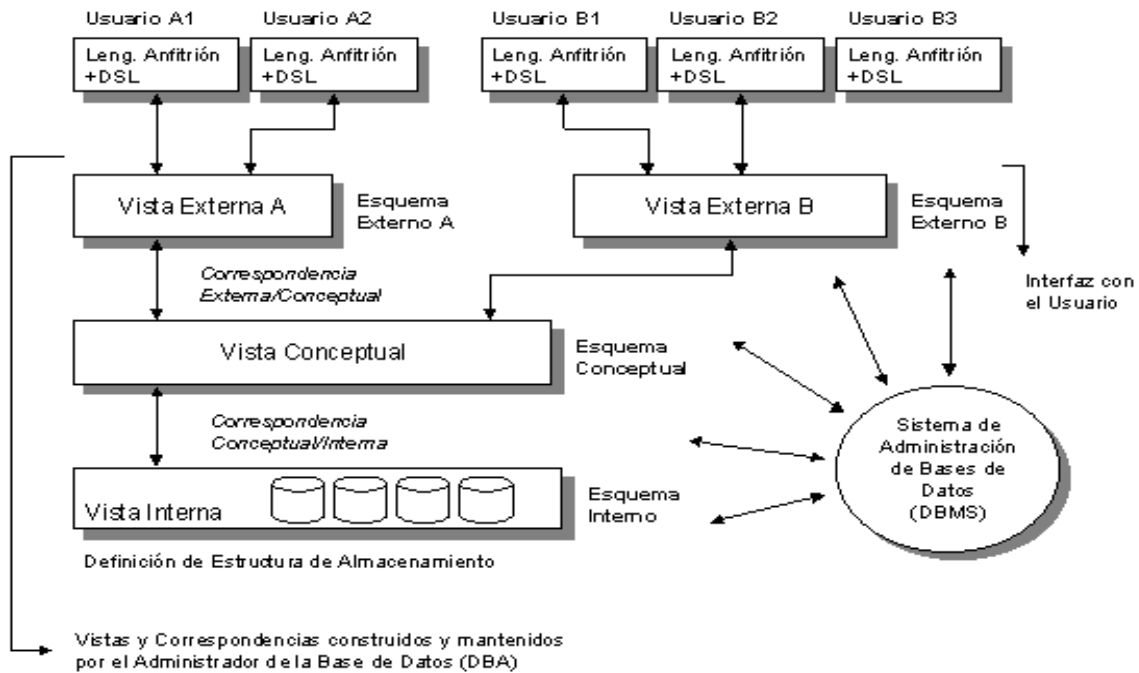 Usuario A1
Usuario A2
Usuario B1
Usuario B2
Usuario B3
Leng. Anfitrión
+DSL
Leng. Anfitrión
+DSL
Leng. Anfitrión
+DSL
Leng. Anfitrión
+DSL
Leng. Anfitrión
+DSL
Vista Externa A
Esquema
Externo A
Vista Externa B
Esquema
Externo B
Correspondencia
Externa/Conceptual
Interfaz con
el Usuario
Vista Conceptual
Esquema
Conceptual
Correspondencia
Conceptual/Interna
Sistema de
Administración
de Bases de
Datos
(DBMS)
Vista Interna
Esquema
Interno
Definición de Estructura de Almacenamiento
Vistas y Correspondencias construidos y mantenidos
por el Administrador de la Base de Datos (DBA)